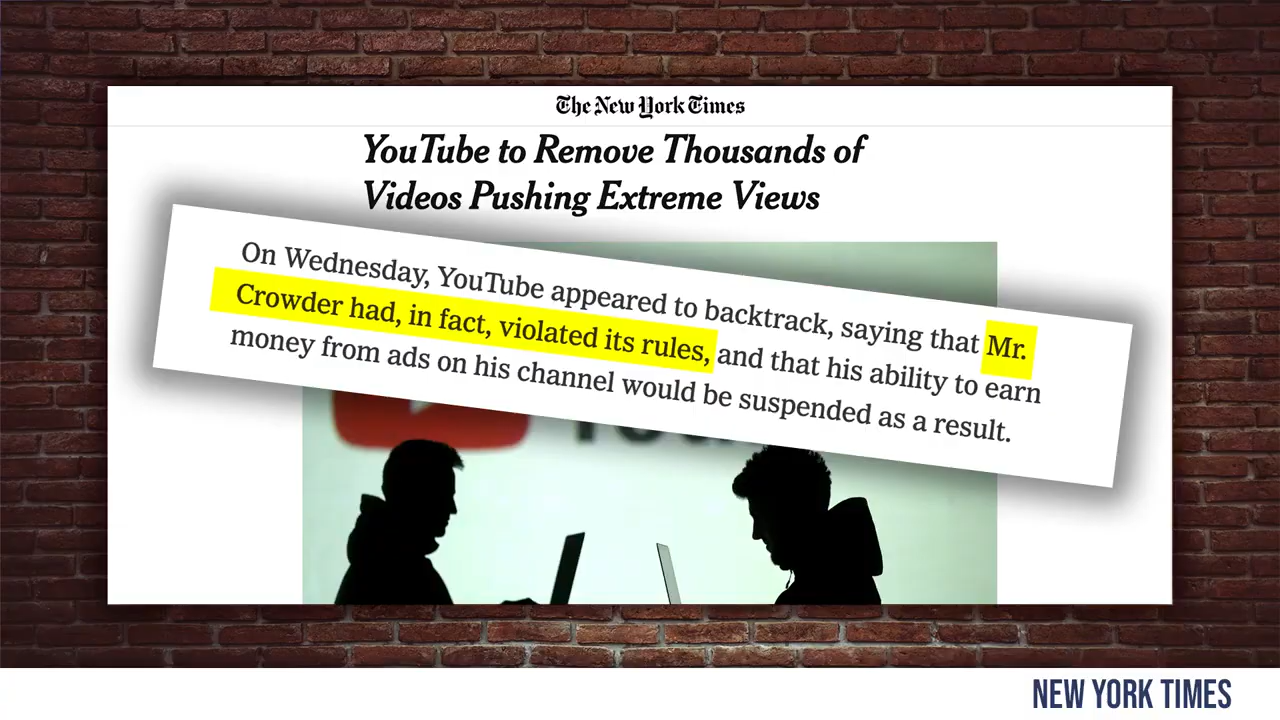 The New York Times
YouTube to Remove Thousands of
Videos Pushing Extreme Views
On Wednesday, YouTube appeared to backtrack, saying that Mr.
Crowder had, in fact, violated its rules, and that his ability to earn
money from ads on his channel would be suspended as a result.
NEW YORK TIMES